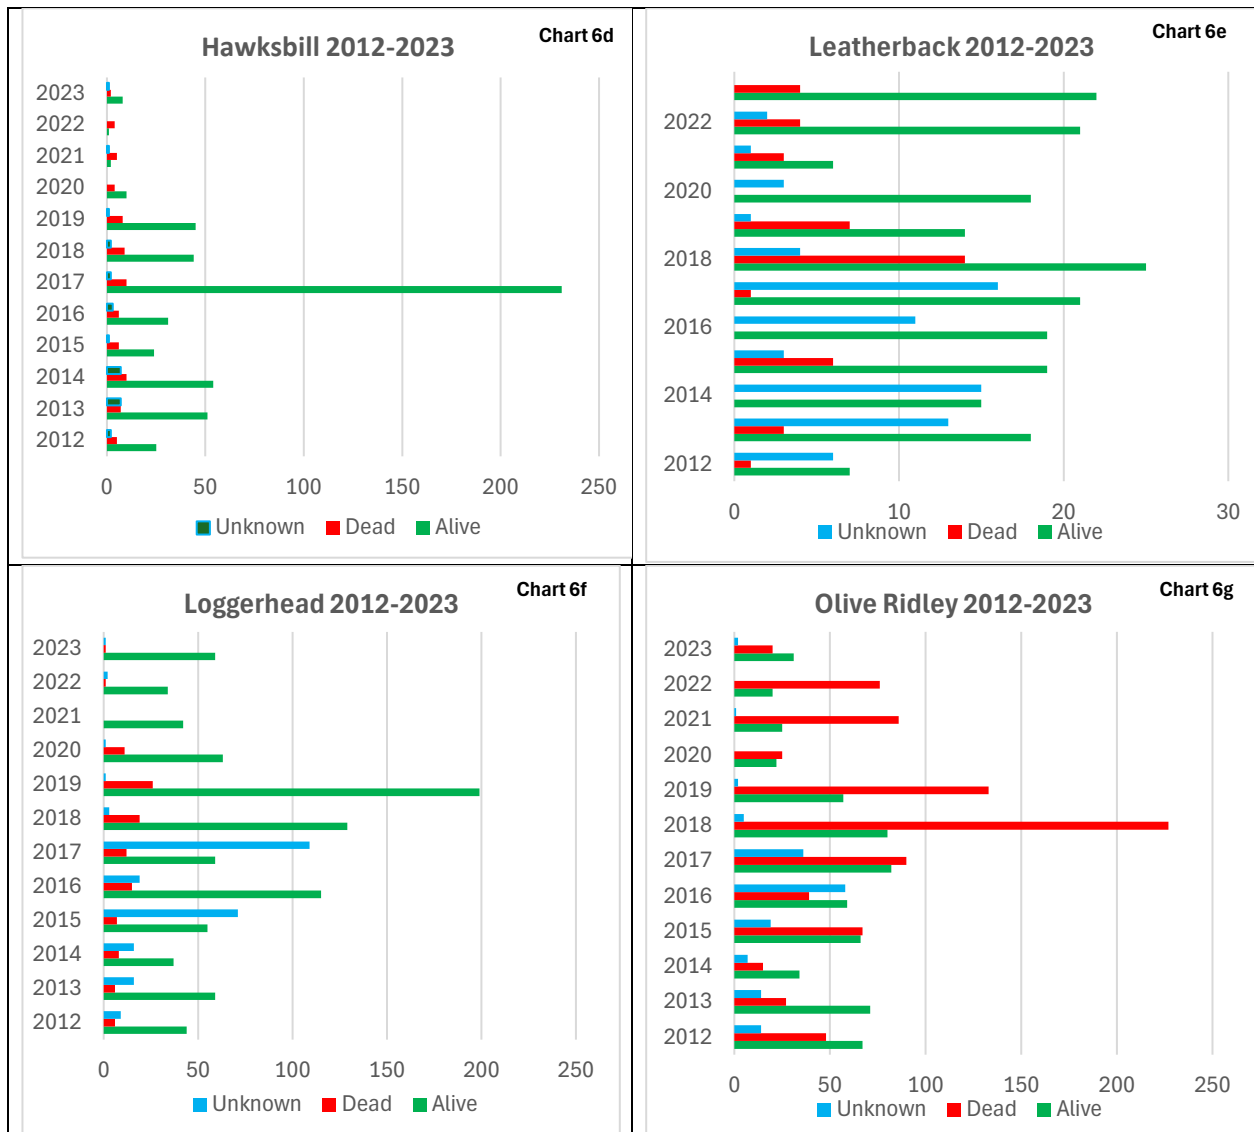 Hawksbill 2012-2023
Chart 6d
2023
2022
2021
2020
2019
2018
2017
2016
2015
2014
2013
2012
0 50 100 150 200 250
Unknown Dead Alive
Leatherback 2012-2023
Chart 6e
2022
2020
2018
2016
2014
2012
0 10 20 30
Unknown Dead Alive
Loggerhead 2012-2023
Chart 6f
2023
2022
2021
2020
2019
2018
2017
2016
2015
2014
2013
2012
0 50 100 150 200 250
Unknown Dead Alive
Olive Ridley 2012-2023
Chart 6g
2023
2022
2021
2020
2019
2018
2017
2016
2015
2014
2013
2012
0 50 100 150 200 250
Unknown Dead Alive